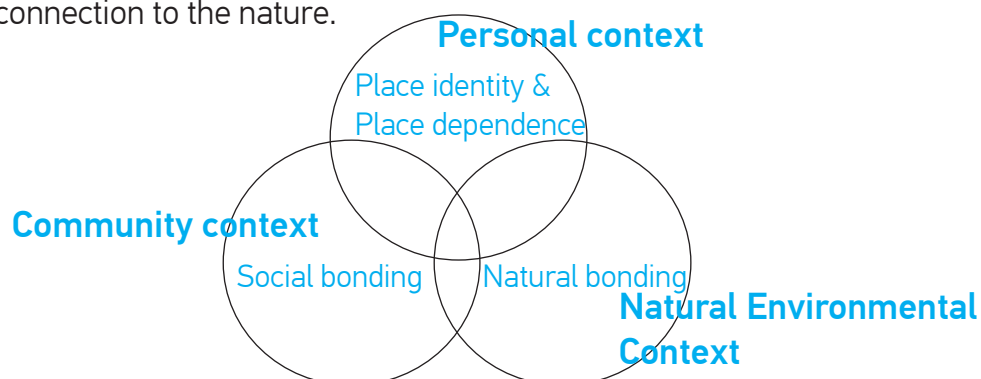 connection to the nature.
Personal context
Place identity &
Place dependence
Community context
Social bonding
Natural bonding
Natural Environmental
Context